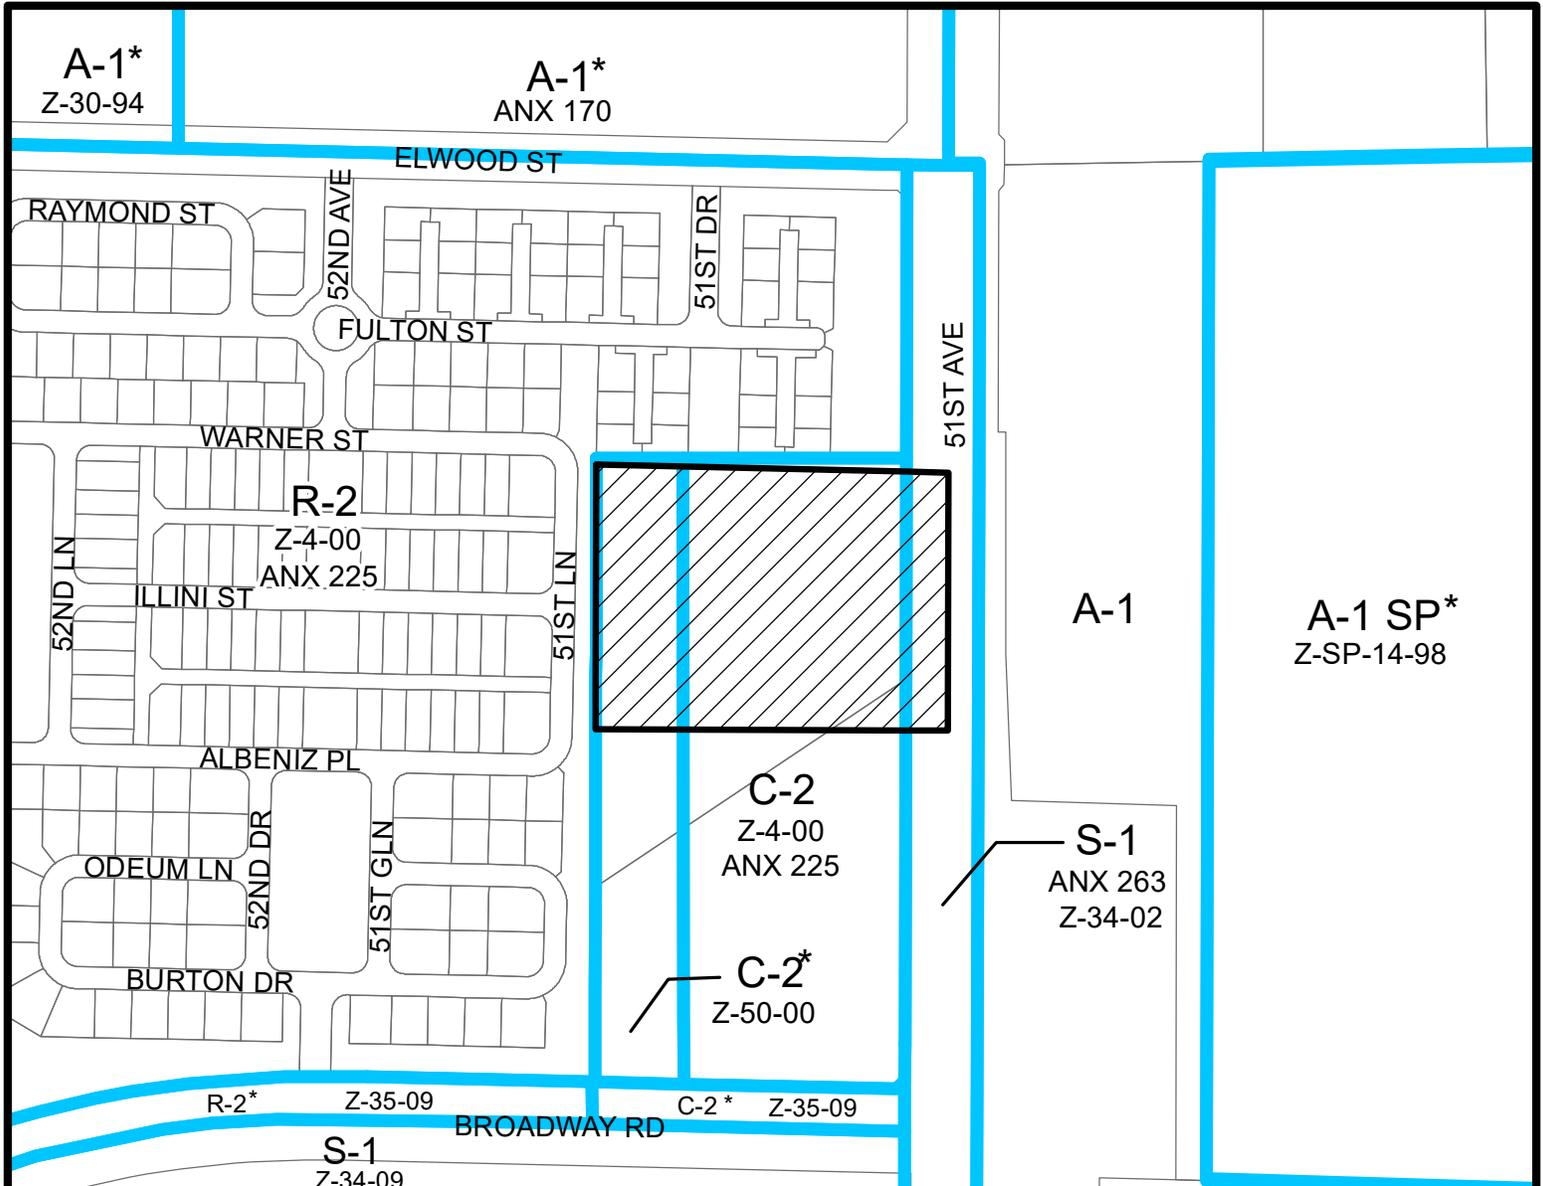 A-1*
Z-30-94
A-1*
ANX 170
ELWOOD ST
RAYMOND ST
52ND AVE
51ST DR
FULTON ST
51ST AVE
WARNER ST
R-2
Z-4-00
ANX 225
52ND LN
ILLINI ST
51ST LN
A-1
A-1 SP*
Z-SP-14-98
ALBENIZ PL
C-2
Z-4-00
ANX 225
S-1
ANX 263
Z-34-02
ODEUM LN
52ND DR
51ST GLN
BURTON DR
C-2*
Z-50-00
R-2*
Z-35-09
C-2 *
Z-35-09
BROADWAY RD
S-1
Z-34-09